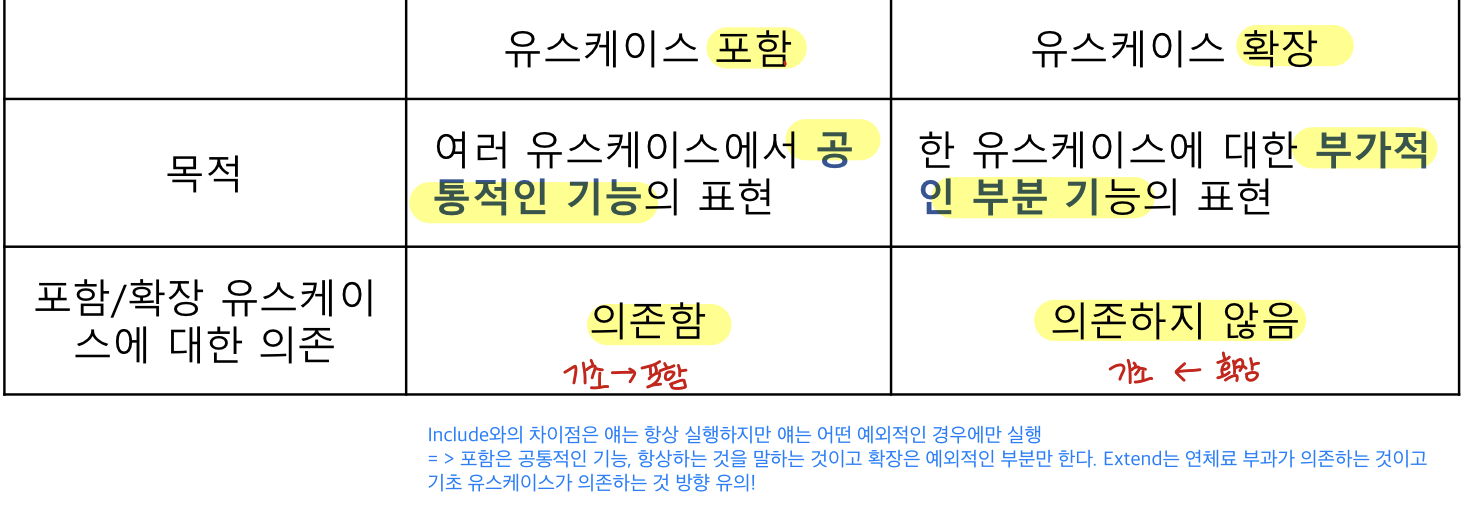 유스케이스 포함
유스케이스 확장
목적
여러 유스케이스에서 공
통적인 기능의 표현
한 유스케이스에 대한 부가적
인 부분 기능의 표현
포함/확장 유스케이
스에 대한 의존
의존함
기초→포함
의존하지 않음
기초 ← 확장
Include와의 차이점은 얘는 항상 실행하지만 얘는 어떤 예외적인 경우에만 실행
= > 포함은 공통적인 기능, 항상하는 것을 말하는 것이고 확장은 예외적인 부분만 한다. Extend는 연체료 부과가 의존하는 것이고
기초 유스케이스가 의존하는 것 방향 유의!